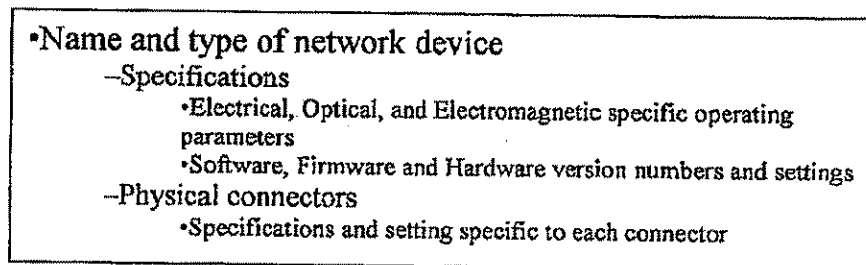 •Name and type of network device
–Specifications
•Electrical, Optical, and Electromagnetic specific operating
parameters
•Software, Firmware and Hardware version numbers and settings
–Physical connectors
•Specifications and setting specific to each connector